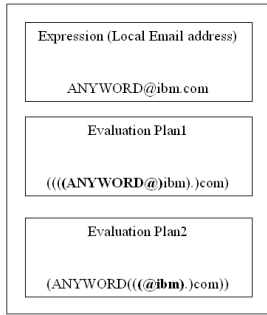 Expression (Local Email address)
ANYWORD@ibm.com
Evaluation Plan1
((((ANYWORD@)ibm).)com)
Evaluation Plan2
(ANYWORD(((@ibm).)com))